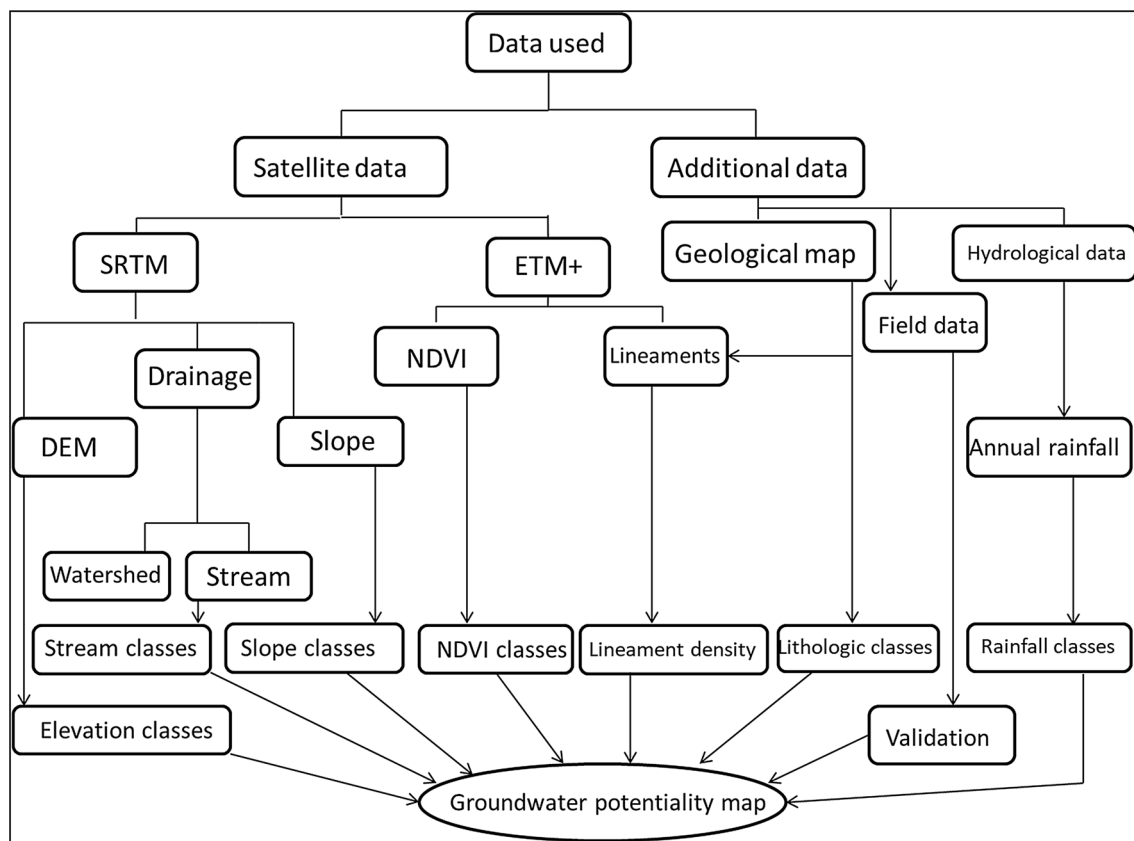 Data used
Satellite data
Additional data
SRTM
ETM+
Geological map
Hydrological data
Field data
NDVI
Lineaments
Drainage
DEM
Slope
Annual rainfall
Watershed
Stream
Stream classes
Slope classes
NDVI classes
Lineament density
Lithologic classes
Rainfall classes
Elevation classes
Validation
Groundwater potentiality map